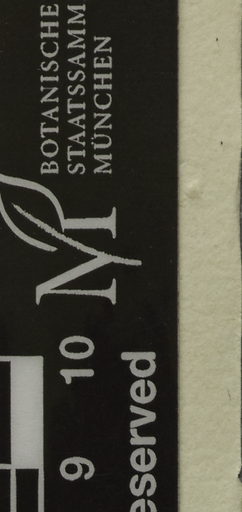 BOTANISCHE
STAATSSAMM
MÜNCHEN
M
9 10
eserved